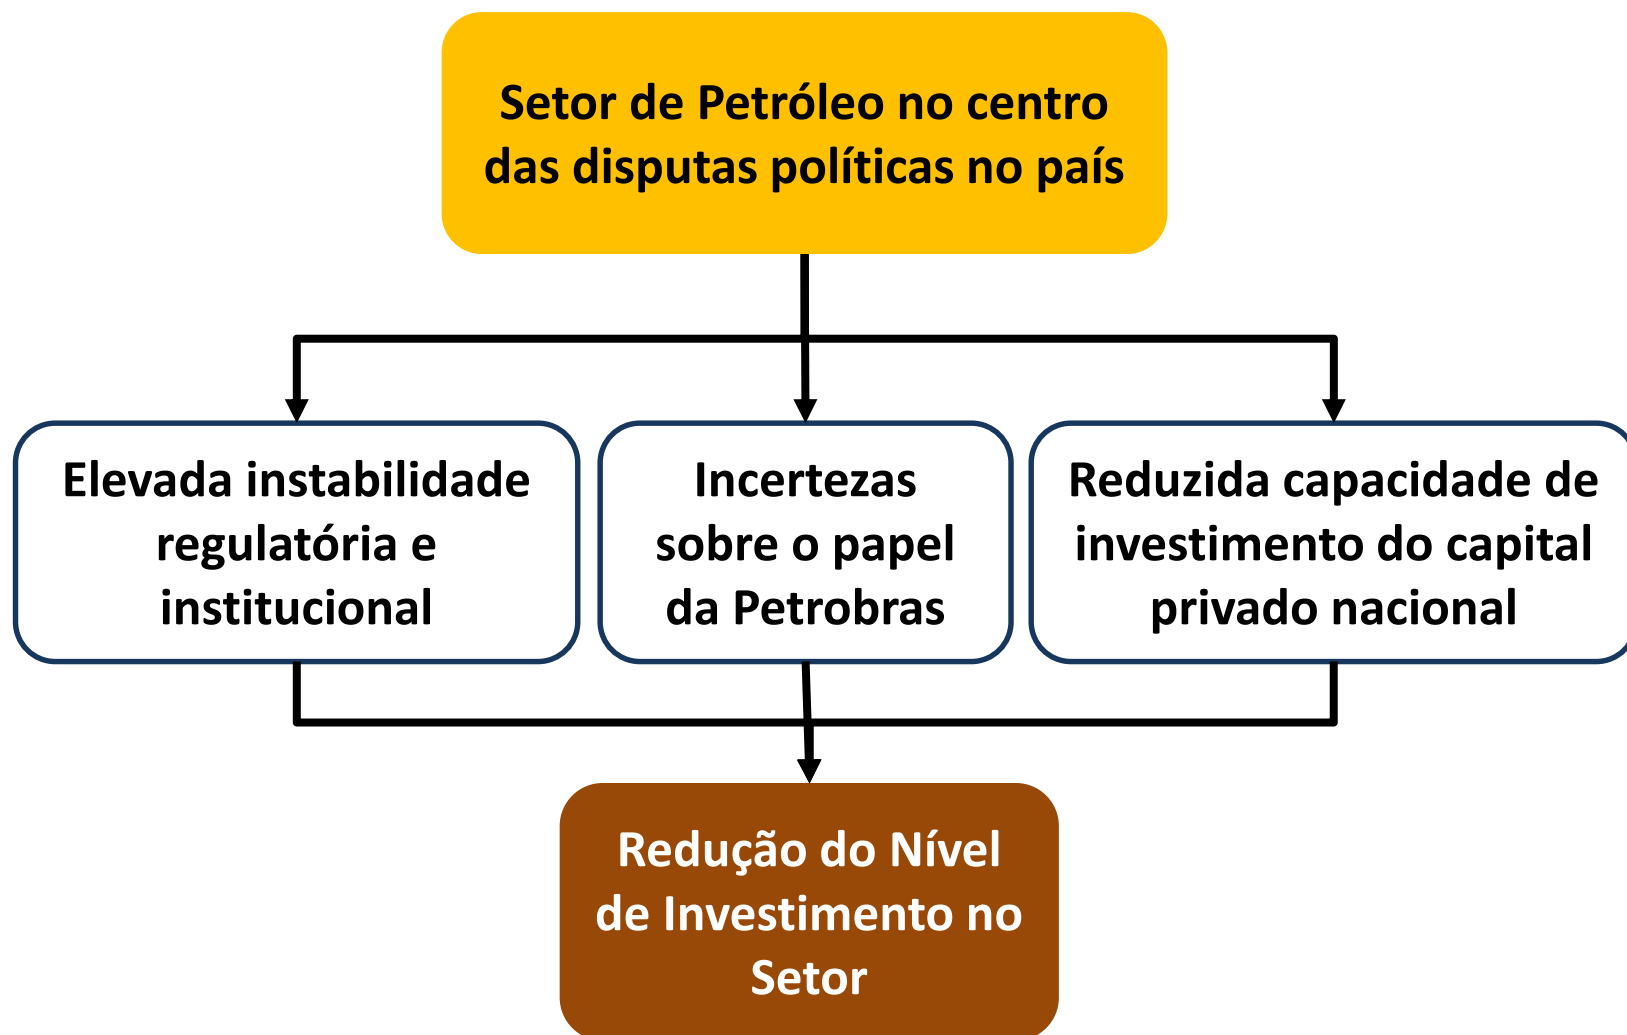 Setor de Petróleo no centro
das disputas políticas no país
Elevada instabilidade
regulatória e
institucional
Incertezas
sobre o papel
da Petrobras
Reduzida capacidade de
investimento do capital
privado nacional
Redução do Nível
de Investimento no
Setor